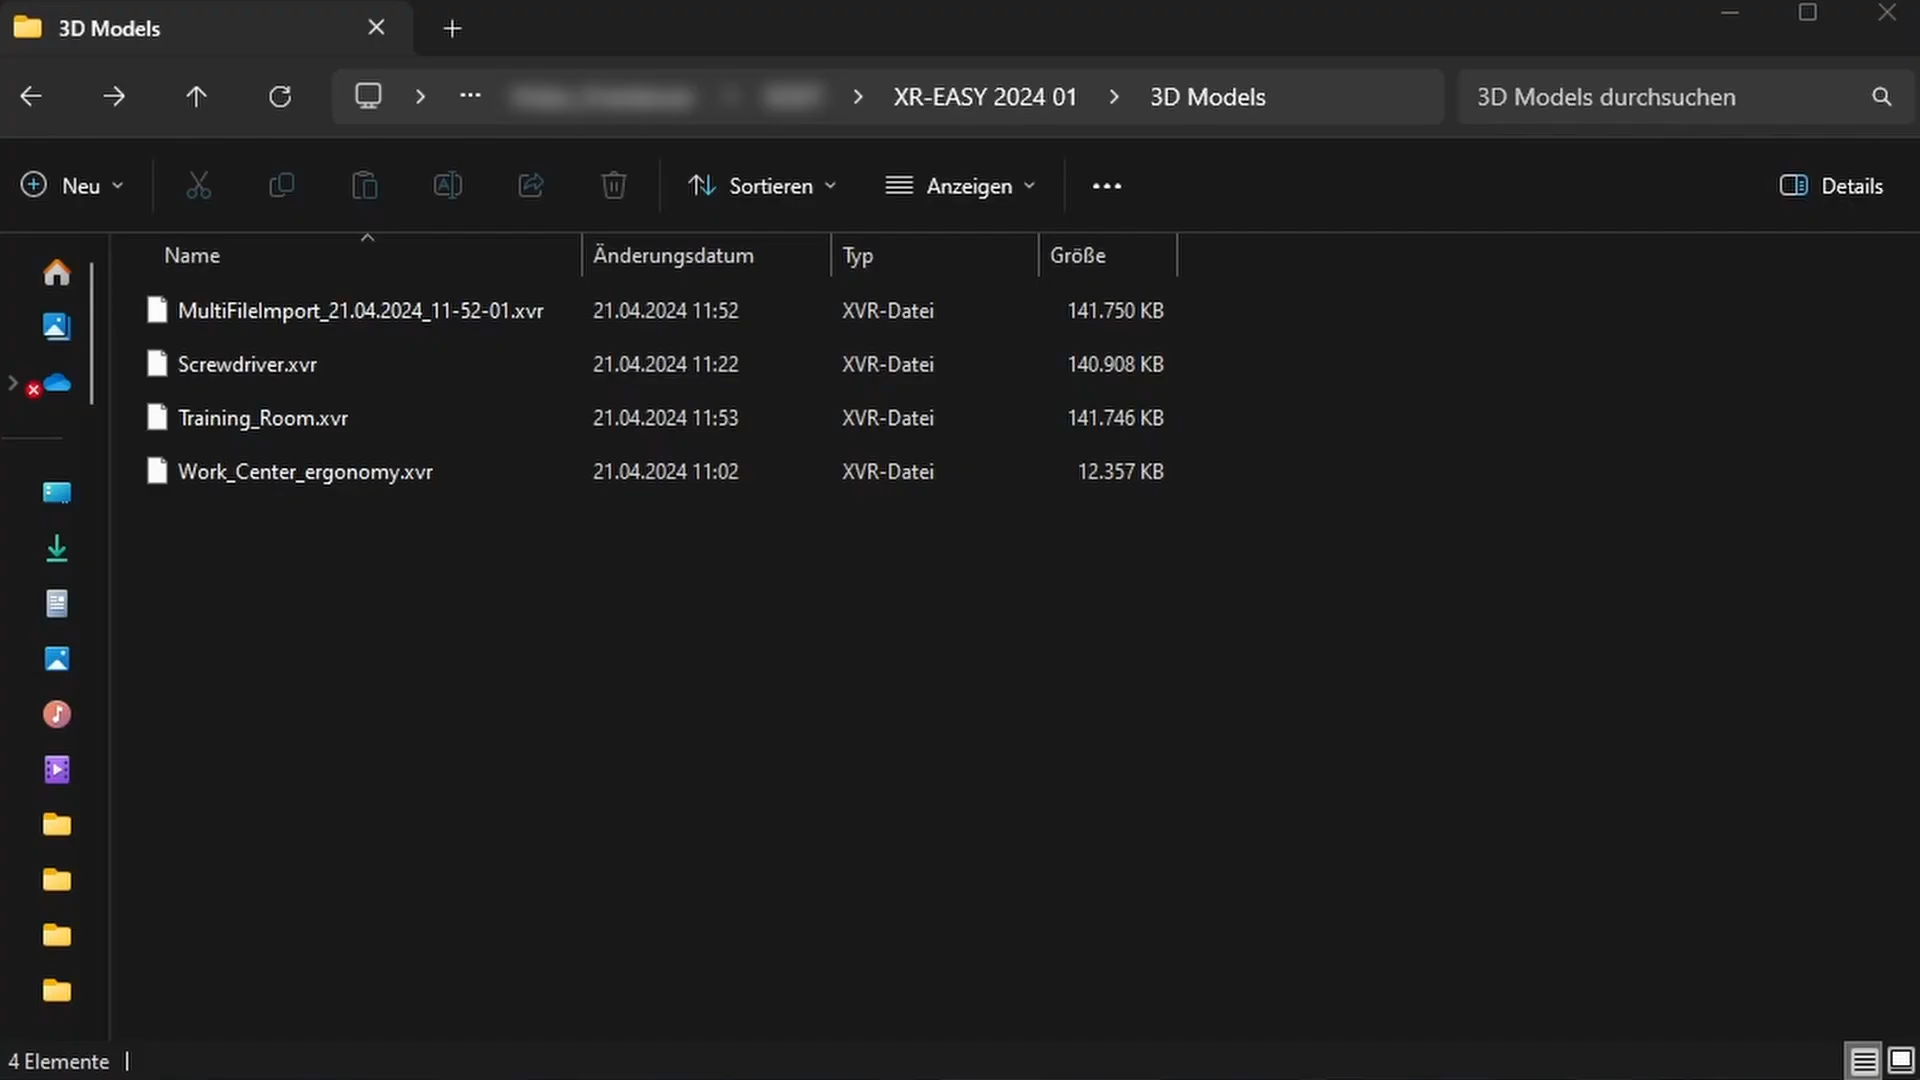 3D Models
XR-EASY 2024 01 3D Models 3D Models durchsuchen
Neu Sortieren Anzeigen Details
Name Änderungsdatum Typ Größe
MultiFileImport_21.04.2024_11-52-01.xvr 21.04.2024 11:52 XVR-Datei 141.750 KB
Screwdriver.xvr 21.04.2024 11:22 XVR-Datei 140.908 KB
Training_Room.xvr 21.04.2024 11:53 XVR-Datei 141.746 KB
Work_Center_ergonomy.xvr 21.04.2024 11:02 XVR-Datei 12.357 KB
4 Elemente